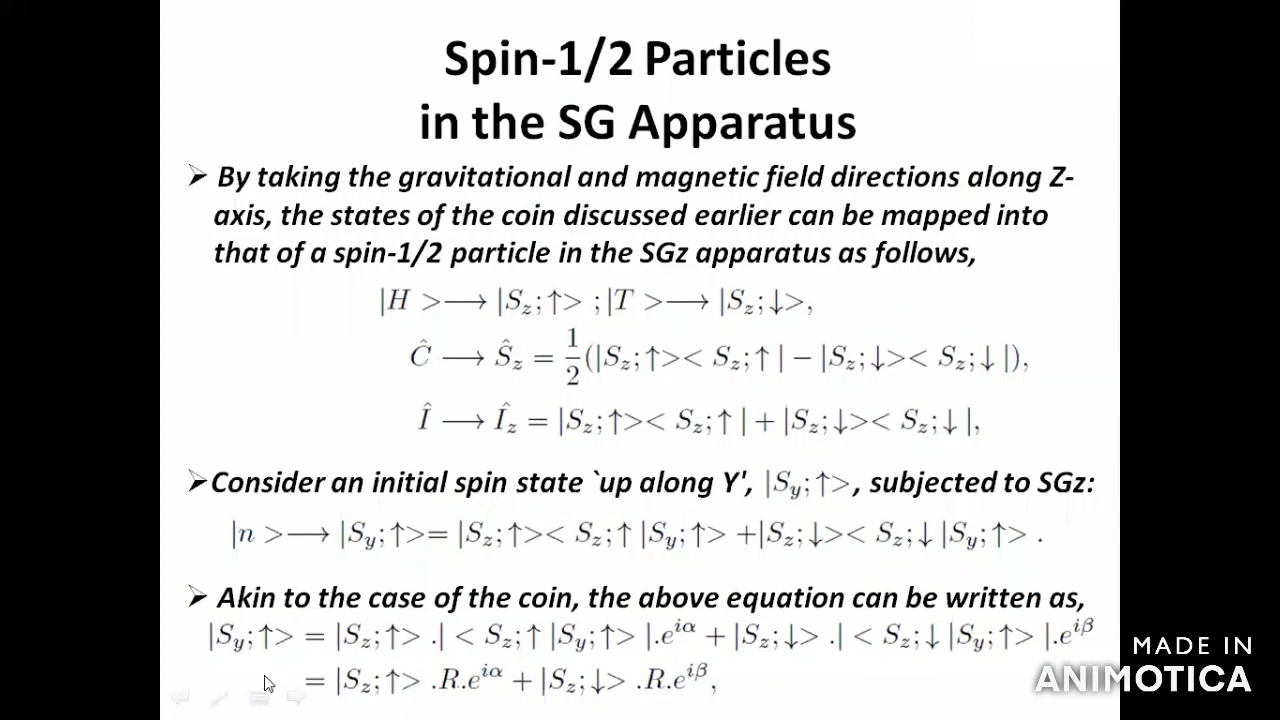 Spin-1/2 Particles
in the SG Apparatus
➢ By taking the gravitational and magnetic field directions along Z-
axis, the states of the coin discussed earlier can be mapped into
that of a spin-1/2 particle in the SGz apparatus as follows,
|H >⟶ |S_z;↑> ;|T >⟶ |S_z;↓>,
Ĉ ⟶ Ŝ_z = 1/2(|S_z;↑>< S_z;↑ | − |S_z;↓>< S_z;↓ |),
Î ⟶ Î_z = |S_z;↑>< S_z;↑ | + |S_z;↓>< S_z;↓ |,
➢Consider an initial spin state `up along Y', |S_y;↑>, subjected to SGz:
|n >⟶ |S_y;↑>= |S_z;↑>< S_z;↑ |S_y;↑> +|S_z;↓>< S_z;↓ |S_y;↑> .
➢ Akin to the case of the coin, the above equation can be written as,
|S_y;↑> = |S_z;↑> .| < S_z;↑ |S_y;↑> |.e^{iα} + |S_z;↓> .| < S_z;↓ |S_y;↑> |.e^{iβ}
= |S_z;↑> .R.e^{iα} + |S_z;↓> .R.e^{iβ},
MADE IN
ANIMOTICA